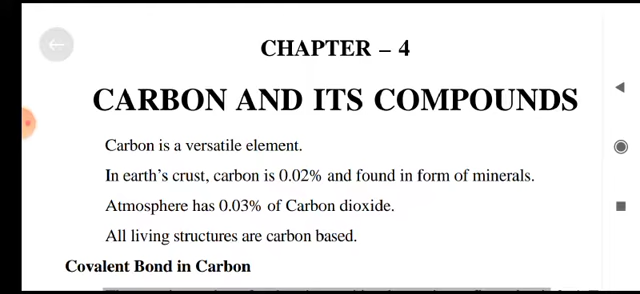 CHAPTER – 4
CARBON AND ITS COMPOUNDS
Carbon is a versatile element.
In earth's crust, carbon is 0.02% and found in form of minerals.
Atmosphere has 0.03% of Carbon dioxide.
All living structures are carbon based.
Covalent Bond in Carbon